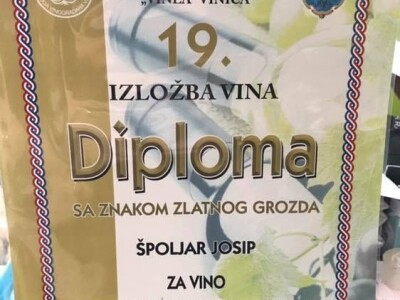 „VINEA VINICA"
19.
IZLOŽBA VINA
Diploma
SA ZNAKOM ZLATNOG GROZDA
ŠPOLJAR JOSIP
ZA VINO